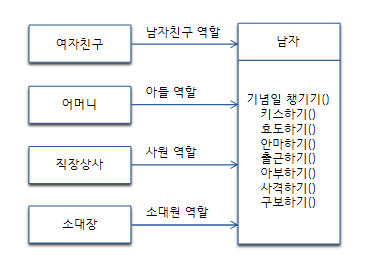 여자친구
남자친구 역할
어머니
아들 역할
직장상사
사원 역할
소대장
소대원 역할
남자
기념일 챙기기()
키스하기()
효도하기()
안마하기()
출근하기()
아부하기()
사격하기()
구보하기()